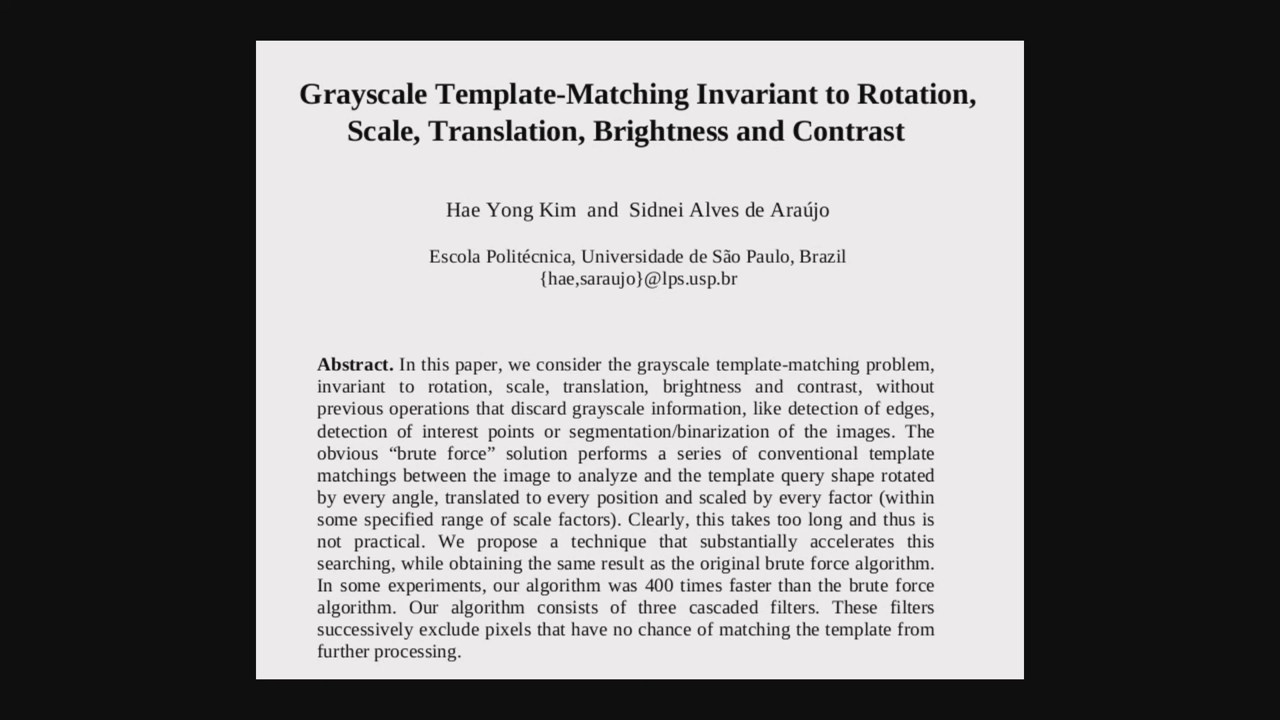 Grayscale Template-Matching Invariant to Rotation,
Scale, Translation, Brightness and Contrast
Hae Yong Kim and Sidnei Alves de Araújo
Escola Politécnica, Universidade de São Paulo, Brazil
{hae,saraujo}@lps.usp.br
Abstract. In this paper, we consider the grayscale template-matching problem,
invariant to rotation, scale, translation, brightness and contrast, without
previous operations that discard grayscale information, like detection of edges,
detection of interest points or segmentation/binarization of the images. The
obvious “brute force” solution performs a series of conventional template
matchings between the image to analyze and the template query shape rotated
by every angle, translated to every position and scaled by every factor (within
some specified range of scale factors). Clearly, this takes too long and thus is
not practical. We propose a technique that substantially accelerates this
searching, while obtaining the same result as the original brute force algorithm.
In some experiments, our algorithm was 400 times faster than the brute force
algorithm. Our algorithm consists of three cascaded filters. These filters
successively exclude pixels that have no chance of matching the template from
further processing.